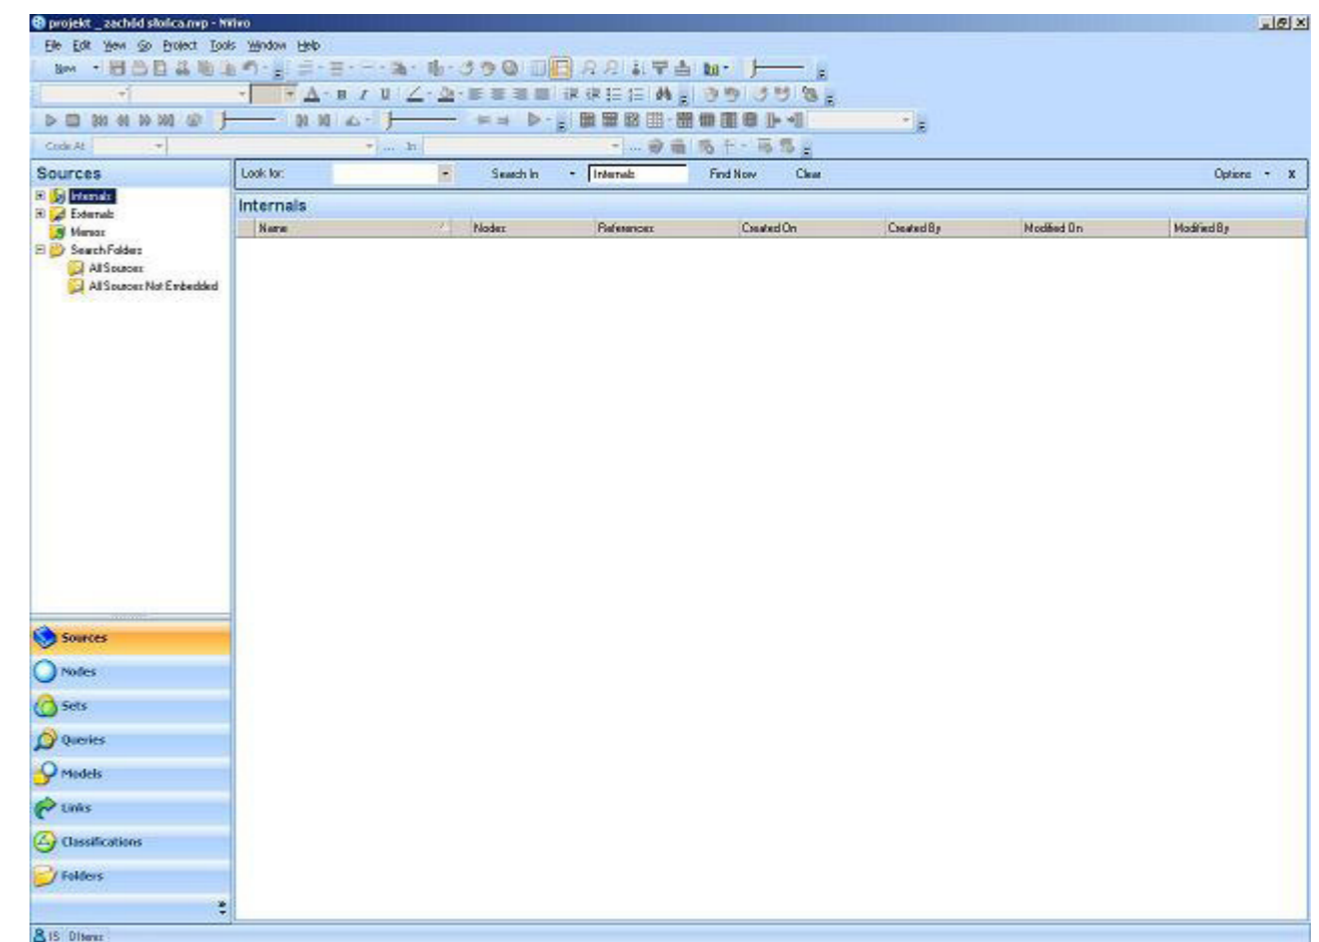 projekt _ zachód słońca.nvp - NVivo
File Edit View Go Project Tools Window Help
New
Code At ... In ...
Sources
Look for: Search In Internals Find Now Clear Options x
Internals
Externals
Memos
Search Folders
All Sources
All Sources Not Embedded
Internals
Name Nodes References Created On Created By Modified On Modified By
Sources
Nodes
Sets
Queries
Models
Links
Classifications
Folders
IS 0 Items